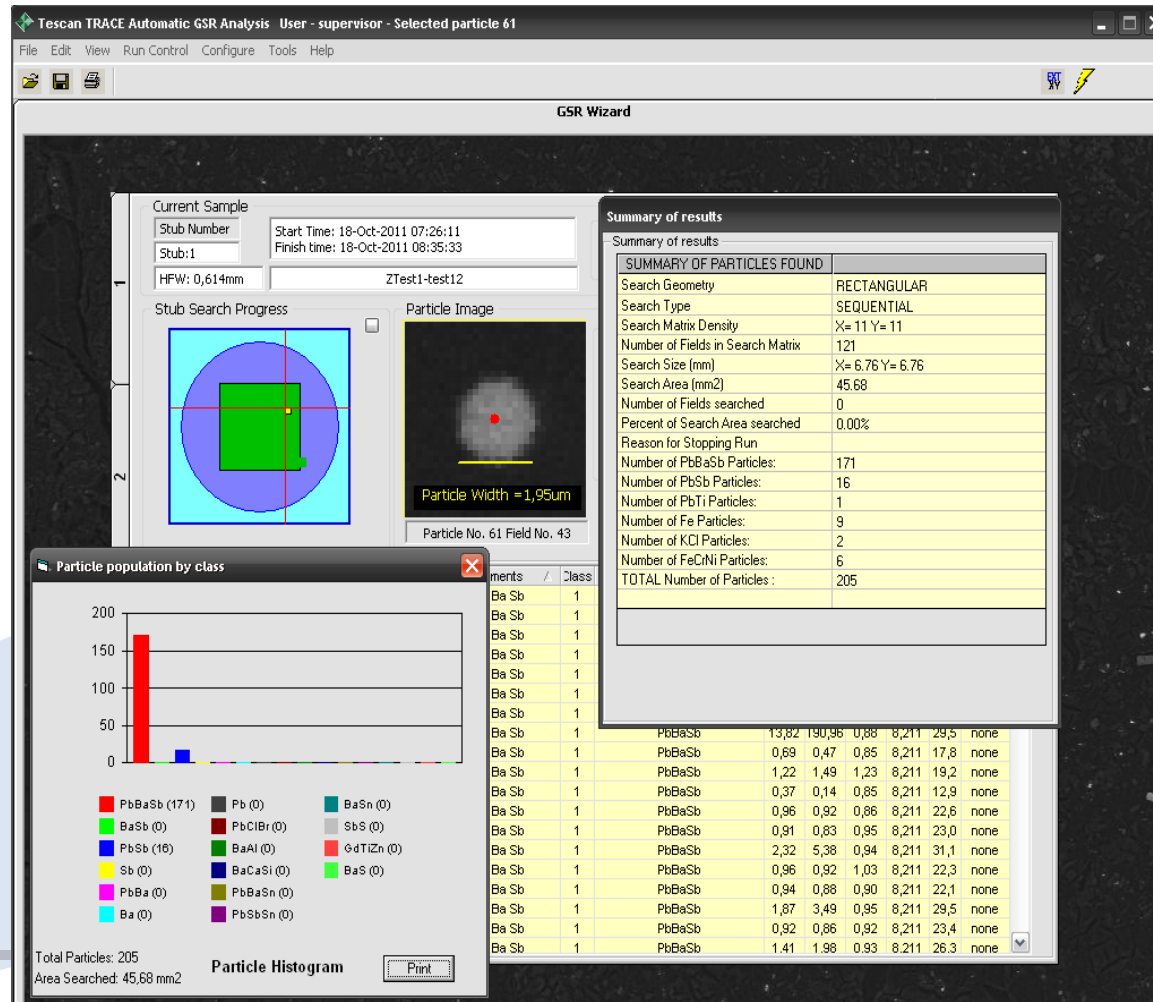 Tescan TRACE Automatic GSR Analysis User - supervisor - Selected particle 61
File Edit View Run Control Configure Tools Help
EXT XY
GSR Wizard
1
2
Current Sample
Stub Number
Stub:1
Start Time: 18-Oct-2011 07:26:11
Finish time: 18-Oct-2011 08:35:33
HFW: 0,614mm
ZTest1-test12
Stub Search Progress
Particle Image
Particle Width =1,95um
Particle No. 61 Field No. 43
Summary of results
Summary of results
SUMMARY OF PARTICLES FOUND
Search Geometry RECTANGULAR
Search Type SEQUENTIAL
Search Matrix Density X= 11 Y= 11
Number of Fields in Search Matrix 121
Search Size (mm) X= 6.76 Y= 6.76
Search Area (mm2) 45.68
Number of Fields searched 0
Percent of Search Area searched 0.00%
Reason for Stopping Run
Number of PbBaSb Particles: 171
Number of PbSb Particles: 16
Number of PbTi Particles: 1
Number of Fe Particles: 9
Number of KCl Particles: 2
Number of FeCrNi Particles: 6
TOTAL Number of Particles : 205
ments Class
Ba Sb 1
Ba Sb 1
Ba Sb 1
Ba Sb 1
Ba Sb 1
Ba Sb 1
Ba Sb 1
Ba Sb 1 PbBaSb 13,82 190,96 0,88 8,211 29,5 none
Ba Sb 1 PbBaSb 0,69 0,47 0,85 8,211 17,8 none
Ba Sb 1 PbBaSb 1,22 1,49 1,23 8,211 19,2 none
Ba Sb 1 PbBaSb 0,37 0,14 0,85 8,211 12,9 none
Ba Sb 1 PbBaSb 0,96 0,92 0,86 8,211 22,6 none
Ba Sb 1 PbBaSb 0,91 0,83 0,95 8,211 23,0 none
Ba Sb 1 PbBaSb 2,32 5,38 0,94 8,211 31,1 none
Ba Sb 1 PbBaSb 0,96 0,92 1,03 8,211 22,3 none
Ba Sb 1 PbBaSb 0,94 0,88 0,90 8,211 22,1 none
Ba Sb 1 PbBaSb 1,87 3,49 0,95 8,211 29,5 none
Ba Sb 1 PbBaSb 0,92 0,86 0,92 8,211 23,4 none
Ba Sb 1 PbBaSb 1,41 1,98 0,93 8,211 26,3 none
Particle population by class
200
150
100
50
0
PbBaSb (171) Pb (0) BaSn (0)
BaSb (0) PbClBr (0) SbS (0)
PbSb (16) BaAl (0) GdTiZn (0)
Sb (0) BaCaSi (0) BaS (0)
PbBa (0) PbBaSn (0)
Ba (0) PbSbSn (0)
Total Particles: 205
Area Searched: 45,68 mm2
Particle Histogram
Print